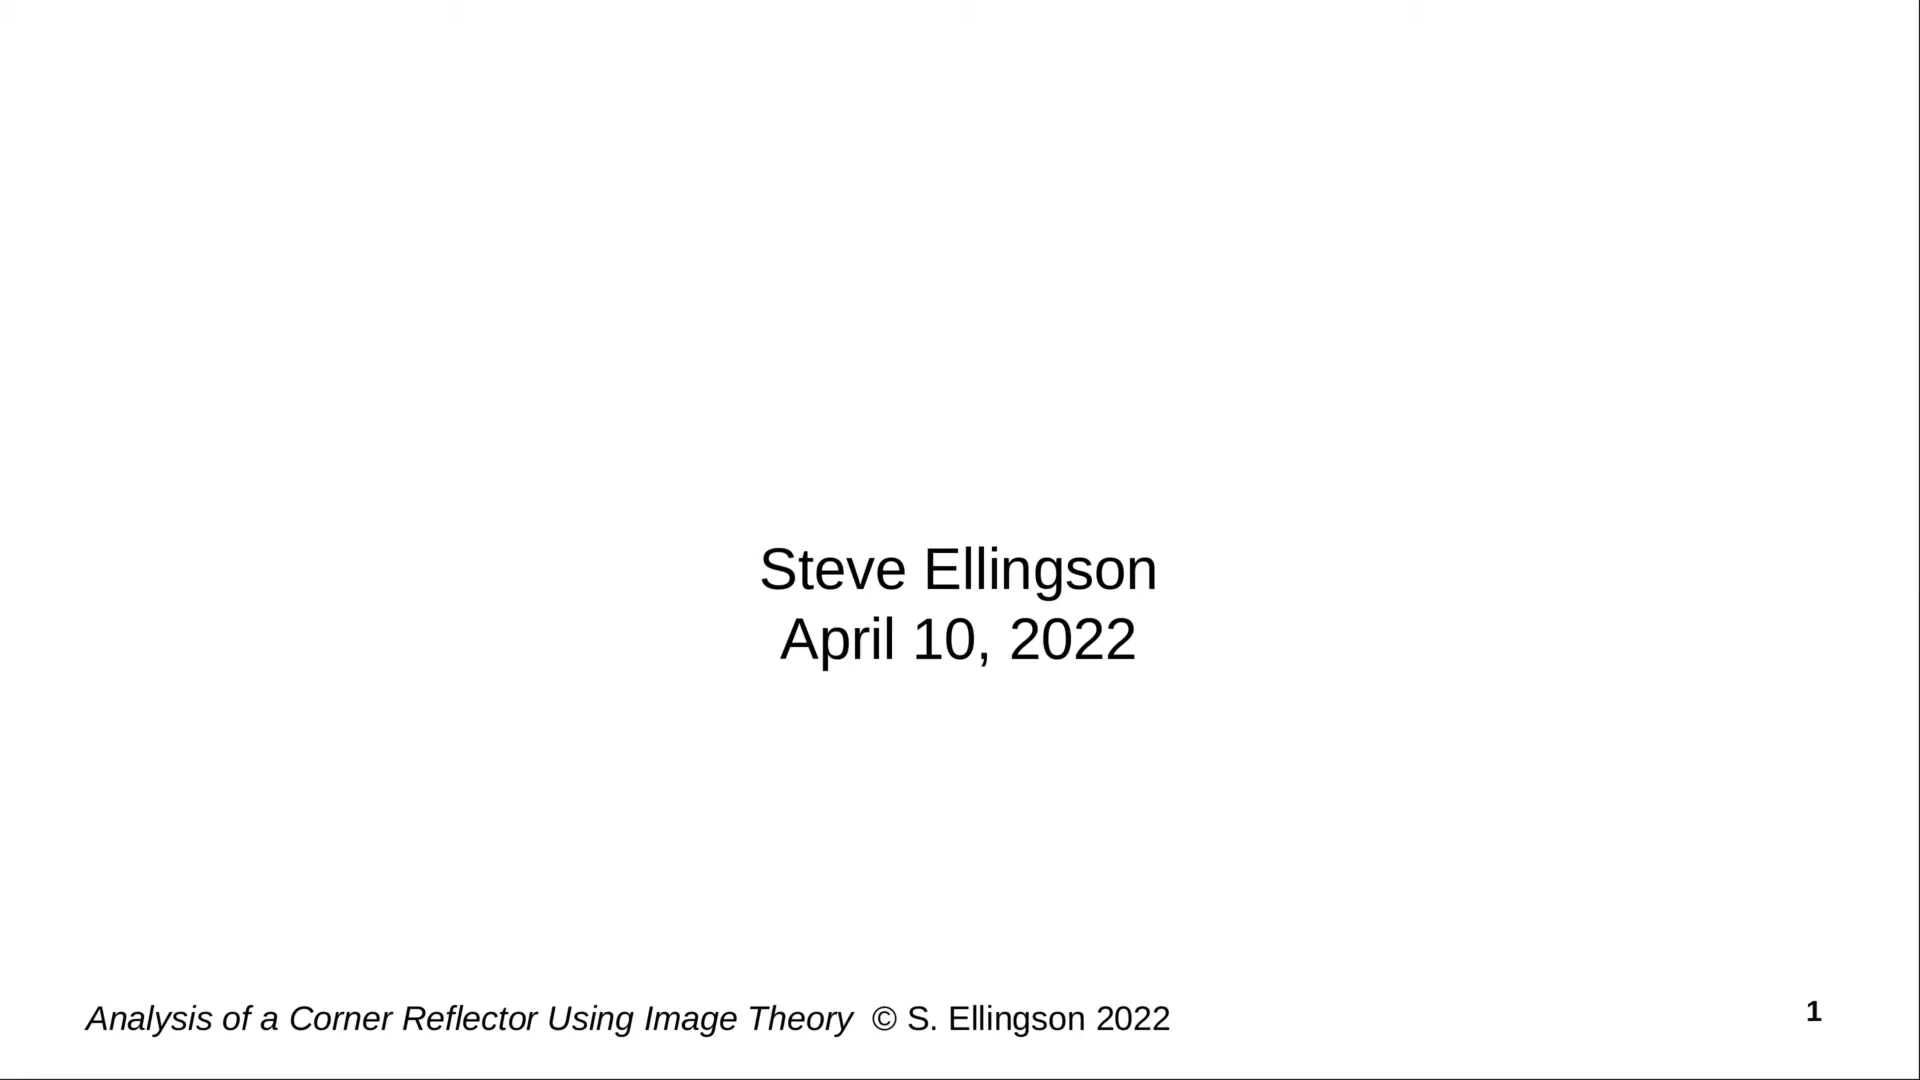 Steve Ellingson
April 10, 2022
Analysis of a Corner Reflector Using Image Theory © S. Ellingson 2022
1